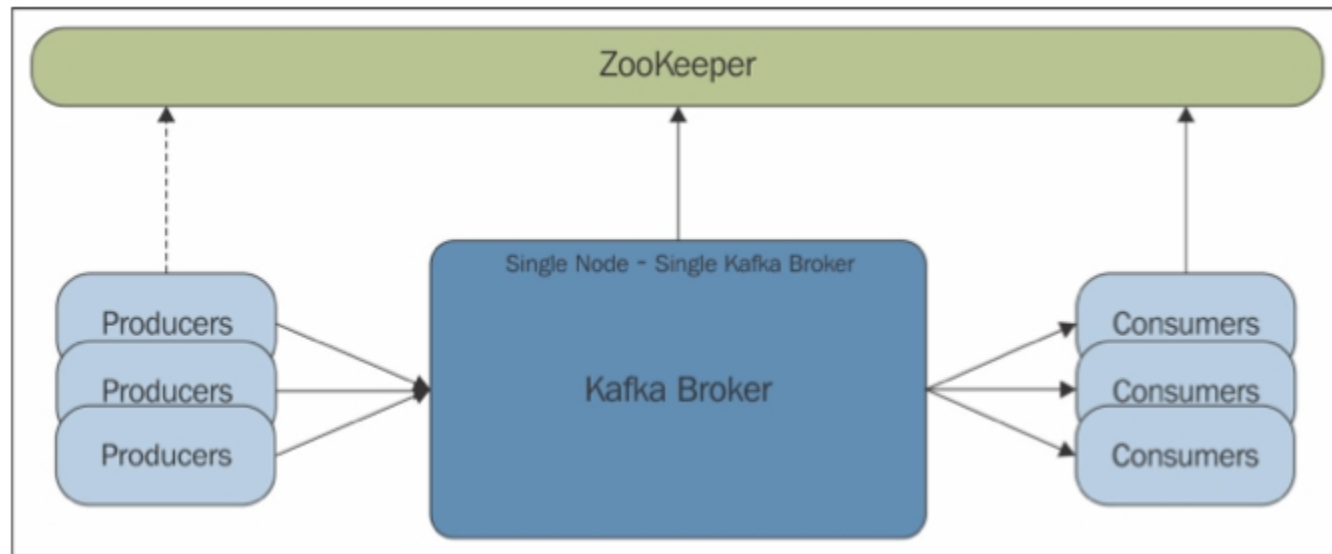 ZooKeeper
Single Node - Single Kafka Broker
Producers
Producers
Producers
Kafka Broker
Consumers
Consumers
Consumers